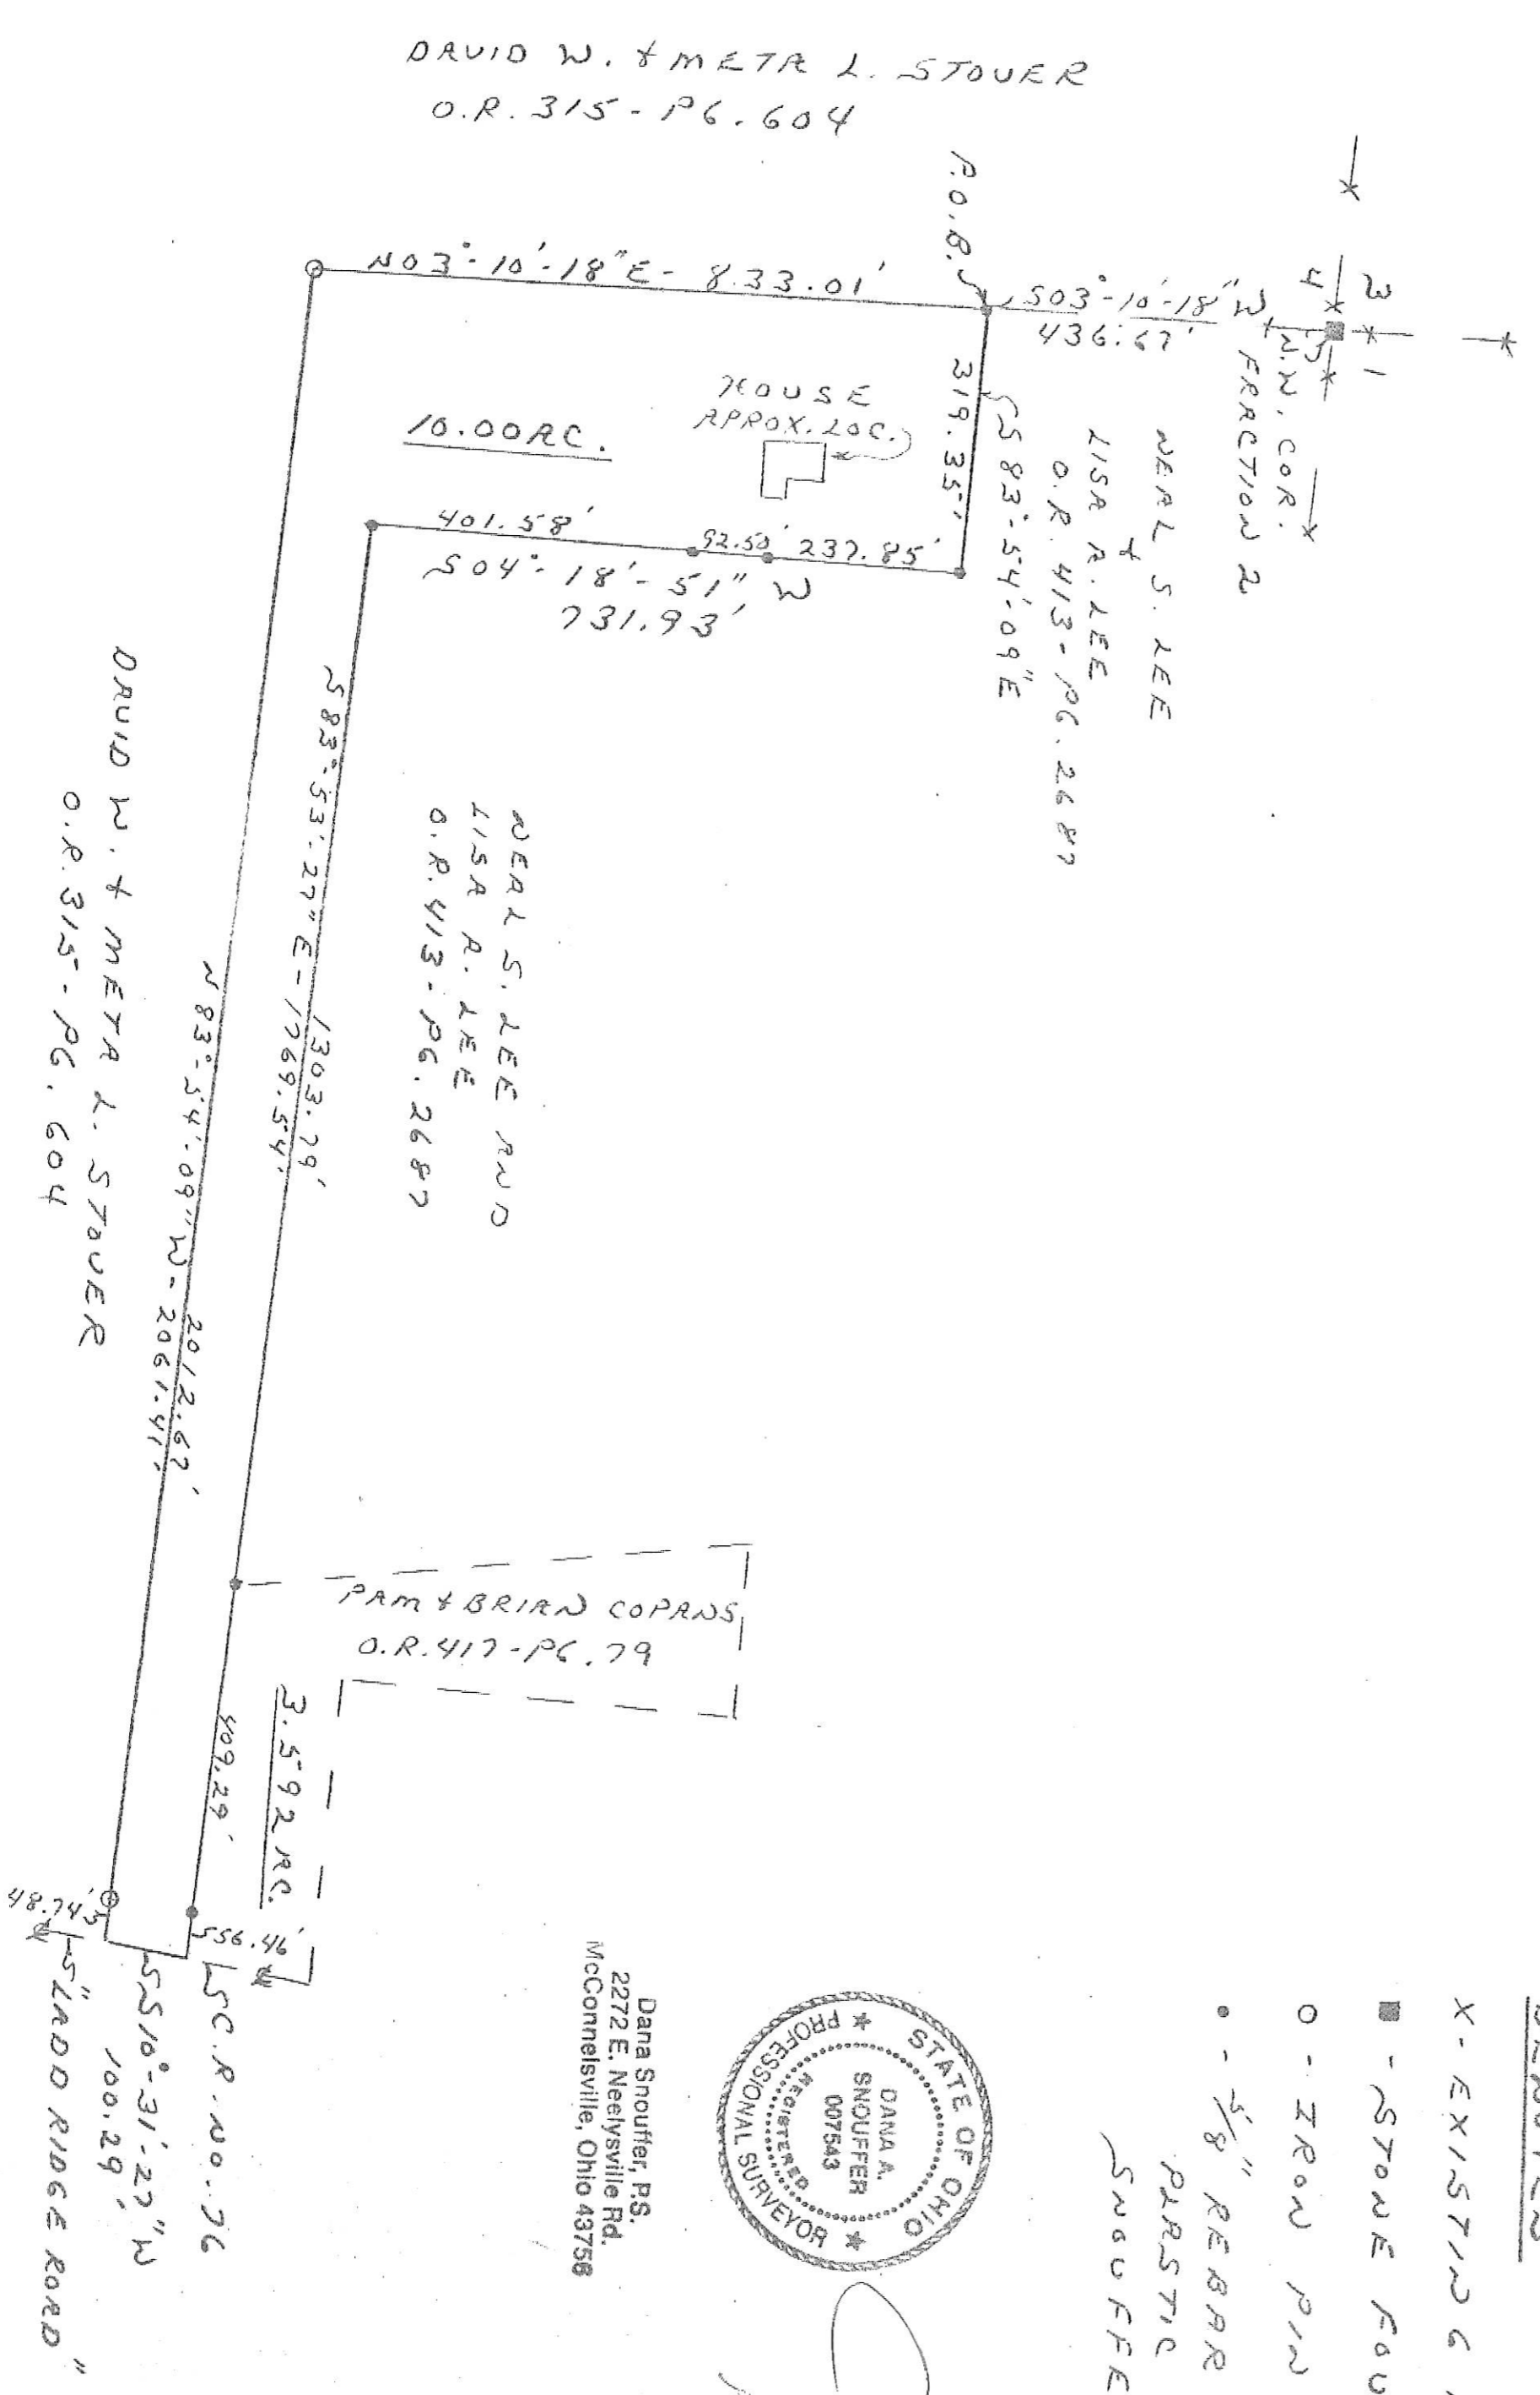 DAVID W. & META L. STOVER
O.R. 315 - PG. 604
P.O.B.
N03°-10'-18"E - 833.01'
S03°-10'-18"W
436.67'
3
4
1
N.W. COR.
FRACTION 2
NEAL S. LEE
&
LISA A. LEE
O.R. 413 - PG. 2687
S83°-54'-09"E
319.35'
HOUSE
APPROX. LOC.
10.00 AC.
401.58'
92.50'
237.85'
S04°-18'-51"W
731.93'
S83°-53'-27"E - 1769.54'
1303.79'
NEAL S. LEE AND
LISA A. LEE
O.R. 413 - PG. 2687
DAVID W. & META L. STOVER
O.R. 315 - PG. 604
N83°-54'-09"W - 2061.41'
2012.67'
PAM & BRIAN COPANS
O.R. 417 - PG. 79
3.592 AC.
409.29'
56.46'
48.74'
C.R. NO. 76
S10°-31'-27"W
100.29'
"LADD RIDGE ROAD"
Dana Snouffer, P.S.
2272 E. Neelysville Rd.
McConnelsville, Ohio 43756
STATE OF OHIO
DANA A.
SNOUFFER
007543
REGISTERED
PROFESSIONAL SURVEYOR
X - EXISTING
■ - STONE FOU
O - IRON PIN
● - 5/8" REBAR
PLASTIC
SNOUFFE